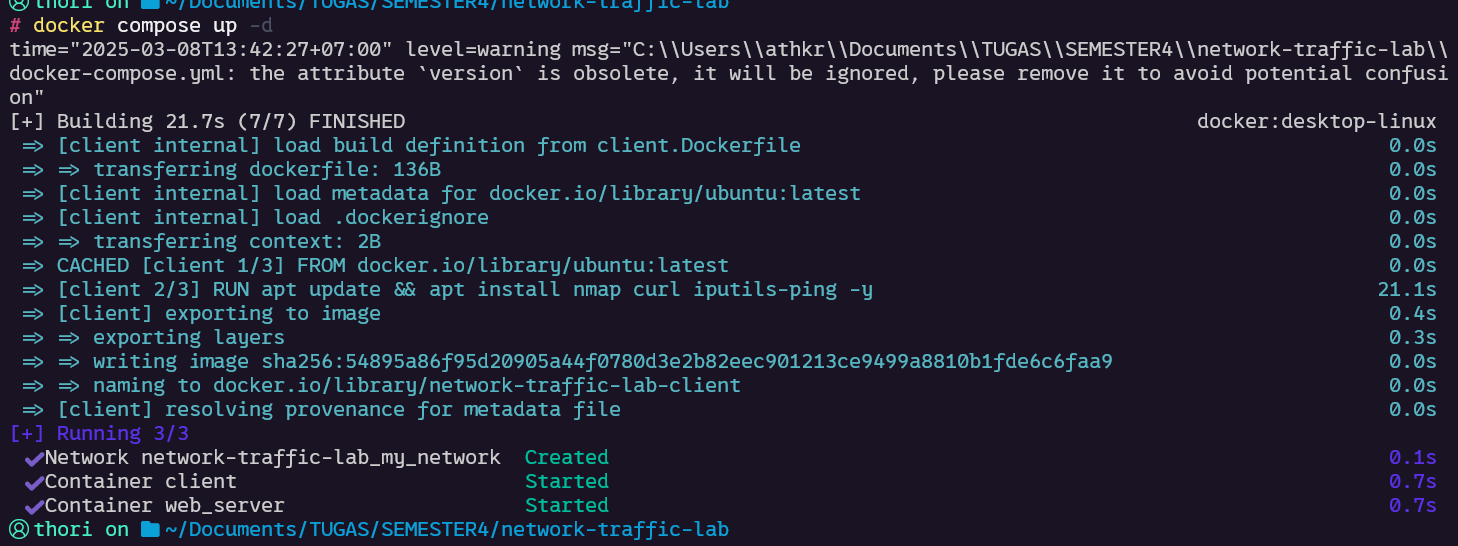 thori on ~/Documents/TUGAS/SEMESTER4/network-traffic-lab
# docker compose up -d
time="2025-03-08T13:42:27+07:00" level=warning msg="C:\\Users\\athkr\\Documents\\TUGAS\\SEMESTER4\\network-traffic-lab\\
docker-compose.yml: the attribute `version` is obsolete, it will be ignored, please remove it to avoid potential confusi
on"
[+] Building 21.7s (7/7) FINISHED docker:desktop-linux
=> [client internal] load build definition from client.Dockerfile 0.0s
=> => transferring dockerfile: 136B 0.0s
=> [client internal] load metadata for docker.io/library/ubuntu:latest 0.0s
=> [client internal] load .dockerignore 0.0s
=> => transferring context: 2B 0.0s
=> CACHED [client 1/3] FROM docker.io/library/ubuntu:latest 0.0s
=> [client 2/3] RUN apt update && apt install nmap curl iputils-ping -y 21.1s
=> [client] exporting to image 0.4s
=> => exporting layers 0.3s
=> => writing image sha256:54895a86f95d20905a44f0780d3e2b82eec901213ce9499a8810b1fde6c6faa9 0.0s
=> => naming to docker.io/library/network-traffic-lab-client 0.0s
=> [client] resolving provenance for metadata file 0.0s
[+] Running 3/3
✔Network network-traffic-lab_my_network Created 0.1s
✔Container client Started 0.7s
✔Container web_server Started 0.7s
thori on ~/Documents/TUGAS/SEMESTER4/network-traffic-lab